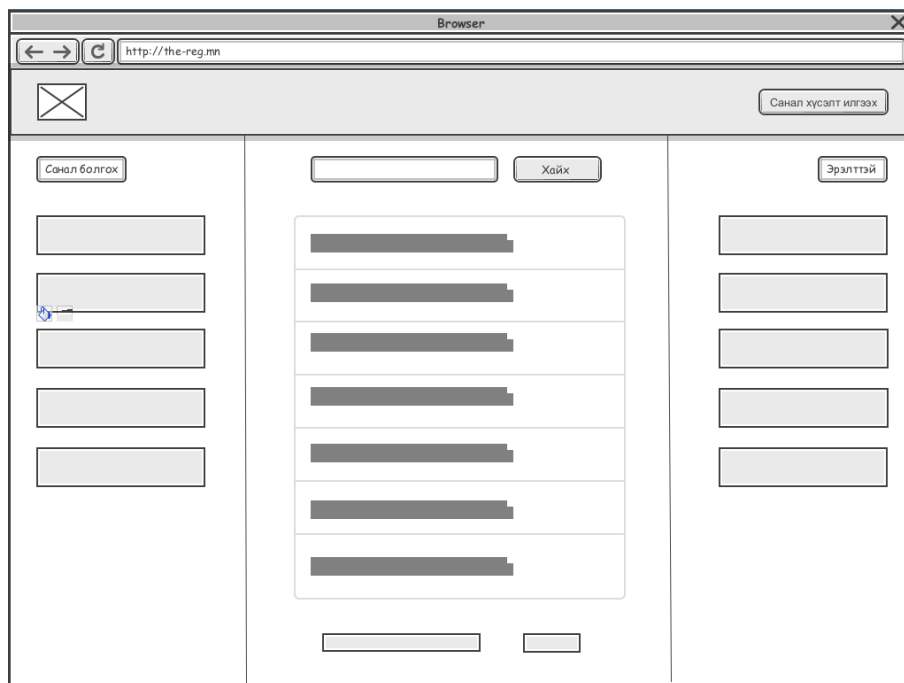 Browser
http://the-reg.mn
Санал хүсэлт илгээх
Санал болгох
Хайх
Эрэлттэй